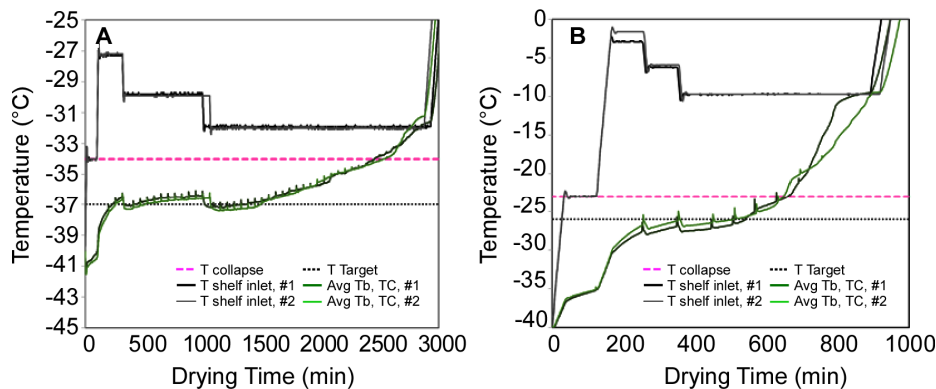 A
Temperature (°C)
-25
-27
-29
-31
-33
-35
-37
-39
-41
-43
-45
T collapse
T Target
T shelf inlet, #1
Avg Tb, TC, #1
T shelf inlet, #2
Avg Tb, TC, #2
0 500 1000 1500 2000 2500 3000
Drying Time (min)
B
Temperature (°C)
0
-5
-10
-15
-20
-25
-30
-35
-40
T collapse
T Target
T shelf inlet, #1
Avg Tb, TC, #1
T shelf inlet, #2
Avg Tb, TC, #2
0 200 400 600 800 1000
Drying Time (min)